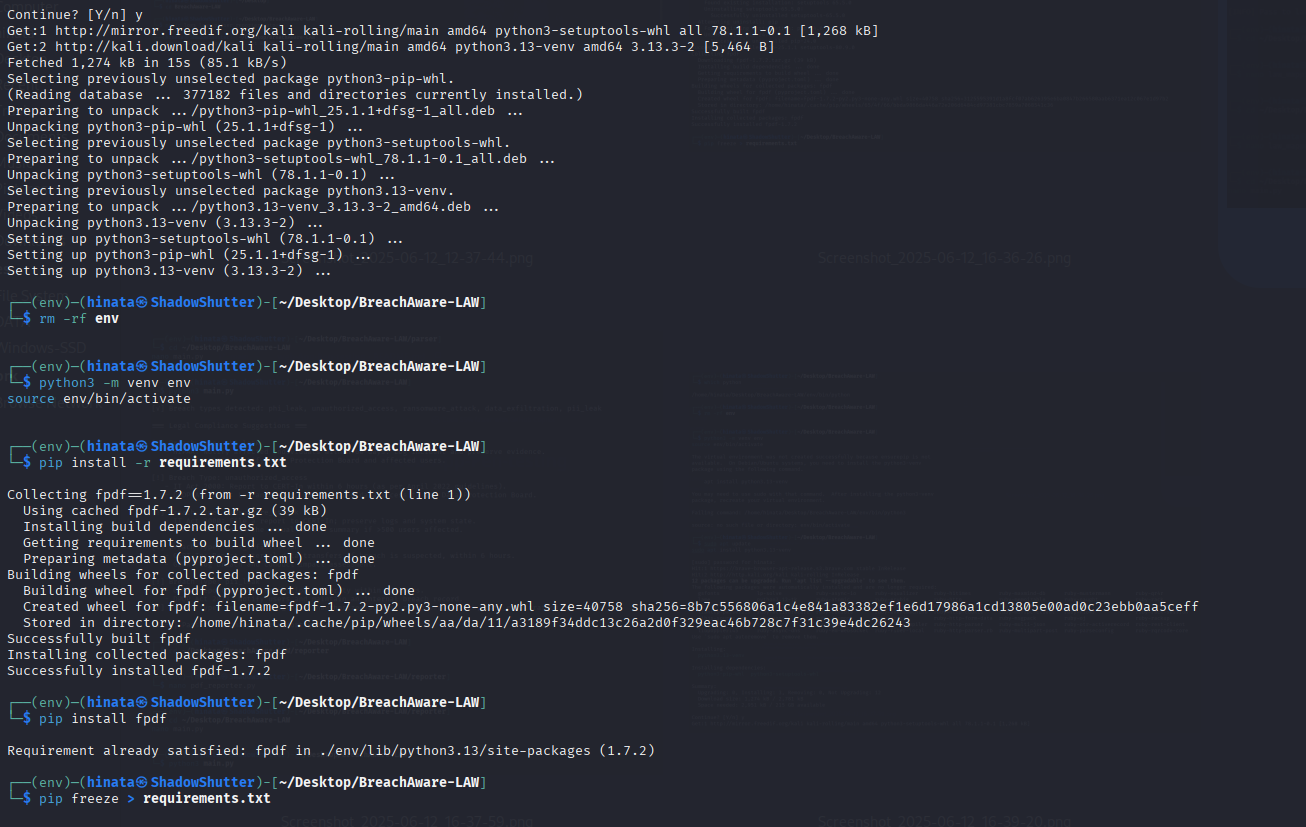 Continue? [Y/n] y
Get:1 http://mirror.freedif.org/kali kali-rolling/main amd64 python3-setuptools-whl all 78.1.1-0.1 [1,268 kB]
Get:2 http://kali.download/kali kali-rolling/main amd64 python3.13-venv amd64 3.13.3-2 [5,464 B]
Fetched 1,274 kB in 15s (85.1 kB/s)
Selecting previously unselected package python3-pip-whl.
(Reading database ... 377182 files and directories currently installed.)
Preparing to unpack .../python3-pip-whl_25.1.1+dfsg-1_all.deb ...
Unpacking python3-pip-whl (25.1.1+dfsg-1) ...
Selecting previously unselected package python3-setuptools-whl.
Preparing to unpack .../python3-setuptools-whl_78.1.1-0.1_all.deb ...
Unpacking python3-setuptools-whl (78.1.1-0.1) ...
Selecting previously unselected package python3.13-venv.
Preparing to unpack .../python3.13-venv_3.13.3-2_amd64.deb ...
Unpacking python3.13-venv (3.13.3-2) ...
Setting up python3-setuptools-whl (78.1.1-0.1) ...
Setting up python3-pip-whl (25.1.1+dfsg-1) ...
Setting up python3.13-venv (3.13.3-2) ...
┌──(env)─(hinata㉿ShadowShutter)-[~/Desktop/BreachAware-LAW]
└─$ rm -rf env
┌──(env)─(hinata㉿ShadowShutter)-[~/Desktop/BreachAware-LAW]
└─$ python3 -m venv env
source env/bin/activate
┌──(env)─(hinata㉿ShadowShutter)-[~/Desktop/BreachAware-LAW]
└─$ pip install -r requirements.txt
Collecting fpdf==1.7.2 (from -r requirements.txt (line 1))
Using cached fpdf-1.7.2.tar.gz (39 kB)
Installing build dependencies ... done
Getting requirements to build wheel ... done
Preparing metadata (pyproject.toml) ... done
Building wheels for collected packages: fpdf
Building wheel for fpdf (pyproject.toml) ... done
Created wheel for fpdf: filename=fpdf-1.7.2-py2.py3-none-any.whl size=40758 sha256=8b7c556806a1c4e841a83382ef1e6d17986a1cd13805e00ad0c23ebb0aa5ceff
Stored in directory: /home/hinata/.cache/pip/wheels/aa/da/11/a3189f34ddc13c26a2d0f329eac46b728c7f31c39e4dc26243
Successfully built fpdf
Installing collected packages: fpdf
Successfully installed fpdf-1.7.2
┌──(env)─(hinata㉿ShadowShutter)-[~/Desktop/BreachAware-LAW]
└─$ pip install fpdf
Requirement already satisfied: fpdf in ./env/lib/python3.13/site-packages (1.7.2)
┌──(env)─(hinata㉿ShadowShutter)-[~/Desktop/BreachAware-LAW]
└─$ pip freeze > requirements.txt